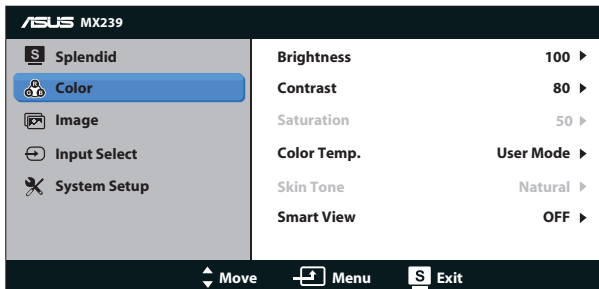 ASUS MX239
S Splendid
Color
Image
Input Select
System Setup
Brightness 100
Contrast 80
Saturation 50
Color Temp. User Mode
Skin Tone Natural
Smart View OFF
Move Menu S Exit